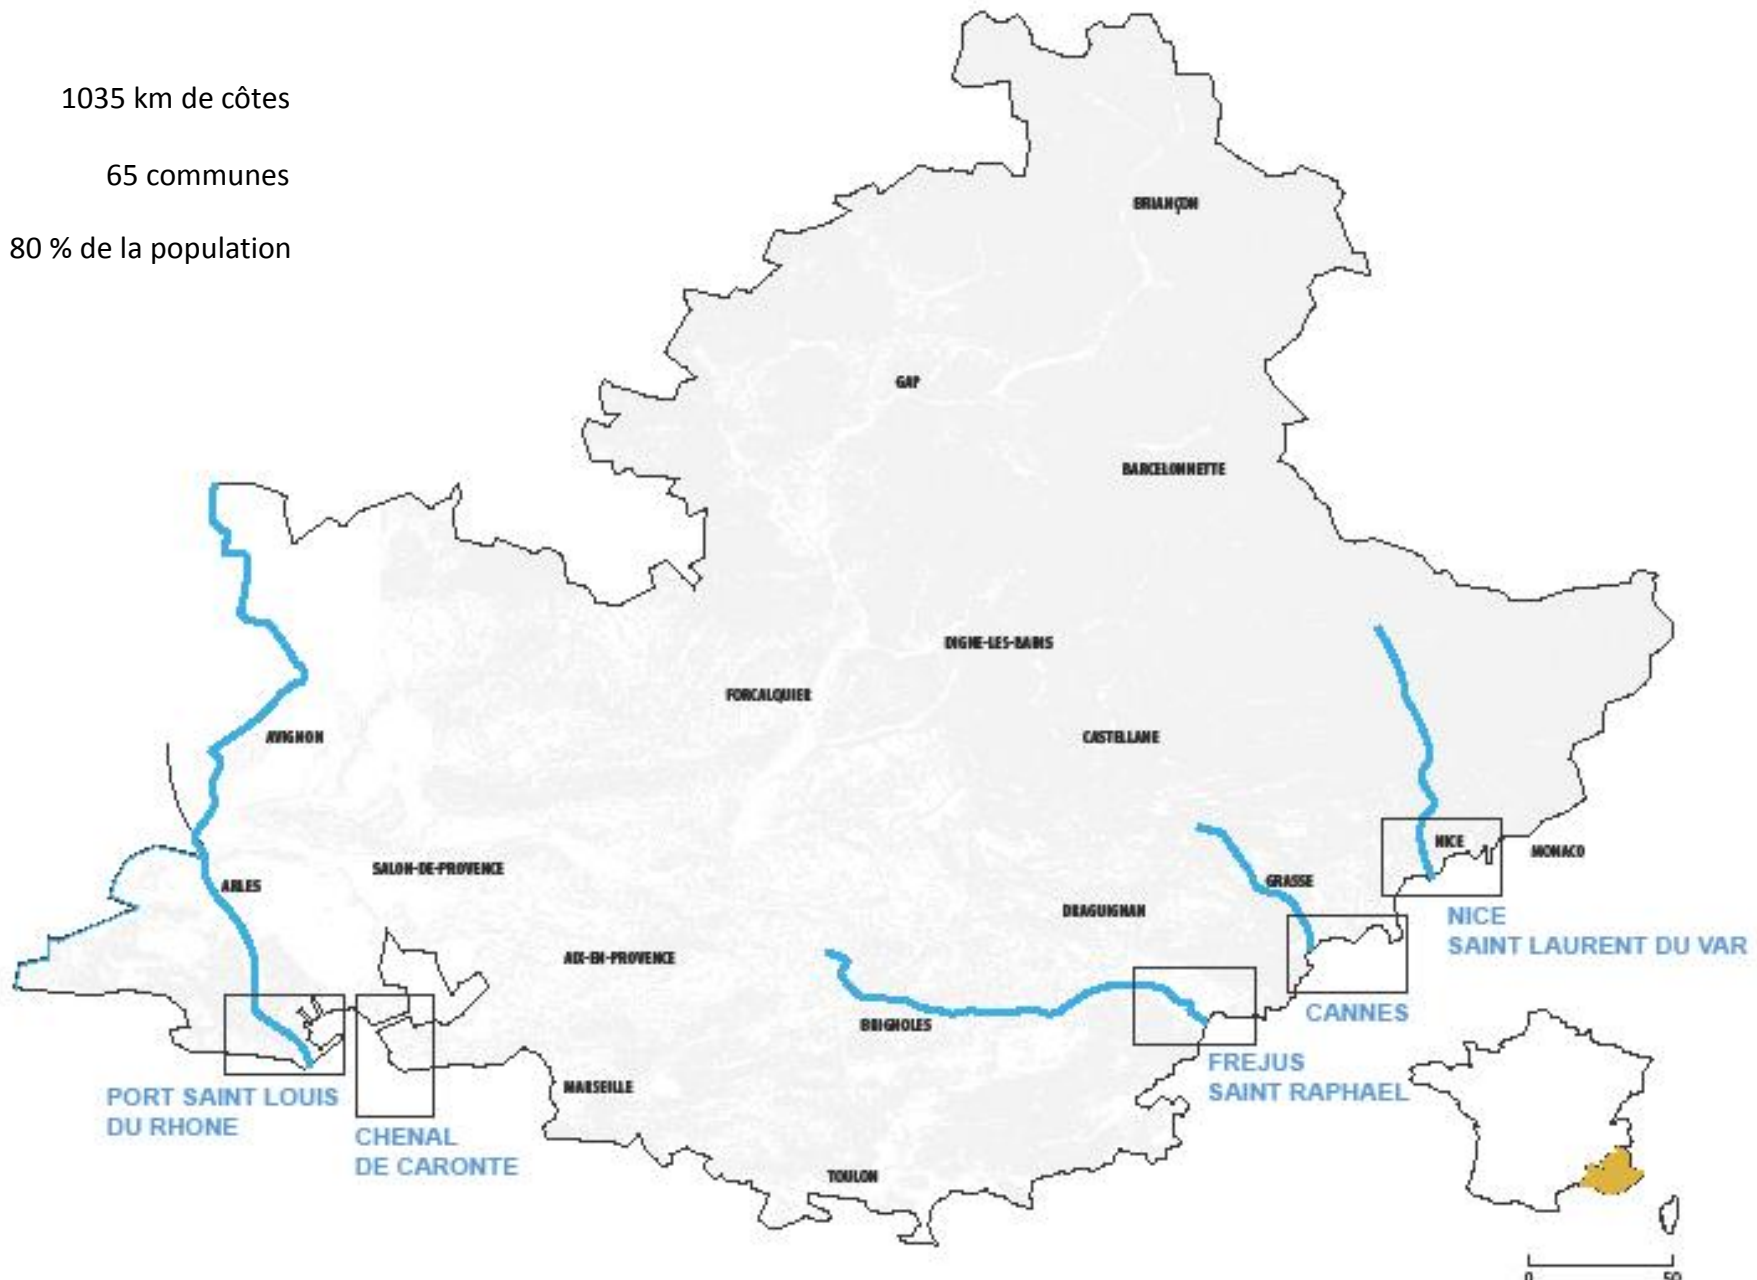 1035 km de côtes
65 communes
80 % de la population
BRIANÇON
GAP
BARCELONNETTE
DIGNE-LES-BAINS
FORCALQUIER
AVIGNON
CASTELLANE
NICE
MONACO
SALON-DE-PROVENCE
ARLES
GRASSE
DRAGUIGNAN
NICE
SAINT LAURENT DU VAR
AIX-EN-PROVENCE
CANNES
BRIGNOLES
FREJUS
SAINT RAPHAEL
MARSEILLE
PORT SAINT LOUIS
DU RHONE
CHENAL
DE CARONTE
TOULON
0 50